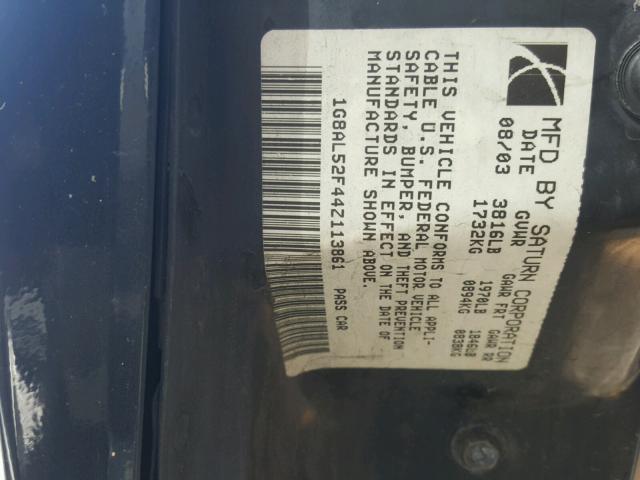 MFD BY SATURN CORPORATION
DATE GVWR GAWR FRT GAWR RR
08/03 3816LB 1970LB 1846LB
1732KG 0894KG 0838KG
THIS VEHICLE CONFORMS TO ALL APPLI-
CABLE U.S. FEDERAL MOTOR VEHICLE
SAFETY, BUMPER, AND THEFT PREVENTION
STANDARDS IN EFFECT ON THE DATE OF
MANUFACTURE SHOWN ABOVE.
1G8AL52F44Z113861 PASS CAR